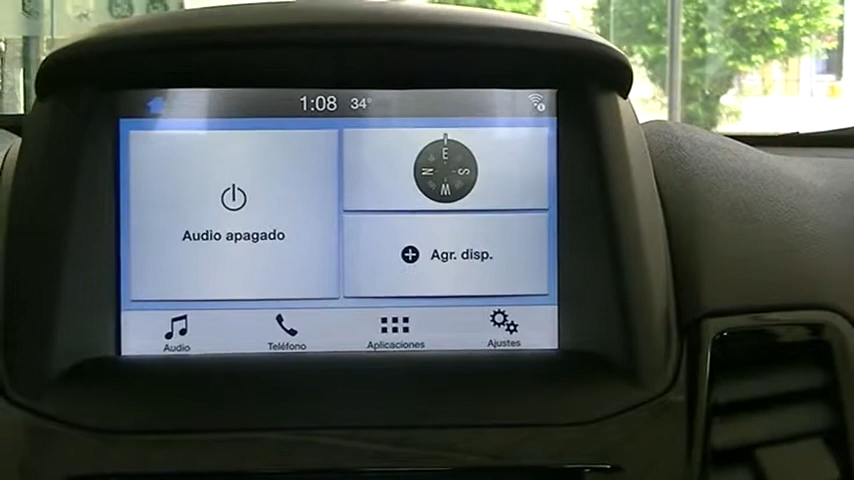 1:08 34°
Audio apagado
E
N S
W
Agr. disp.
Audio Teléfono Aplicaciones Ajustes